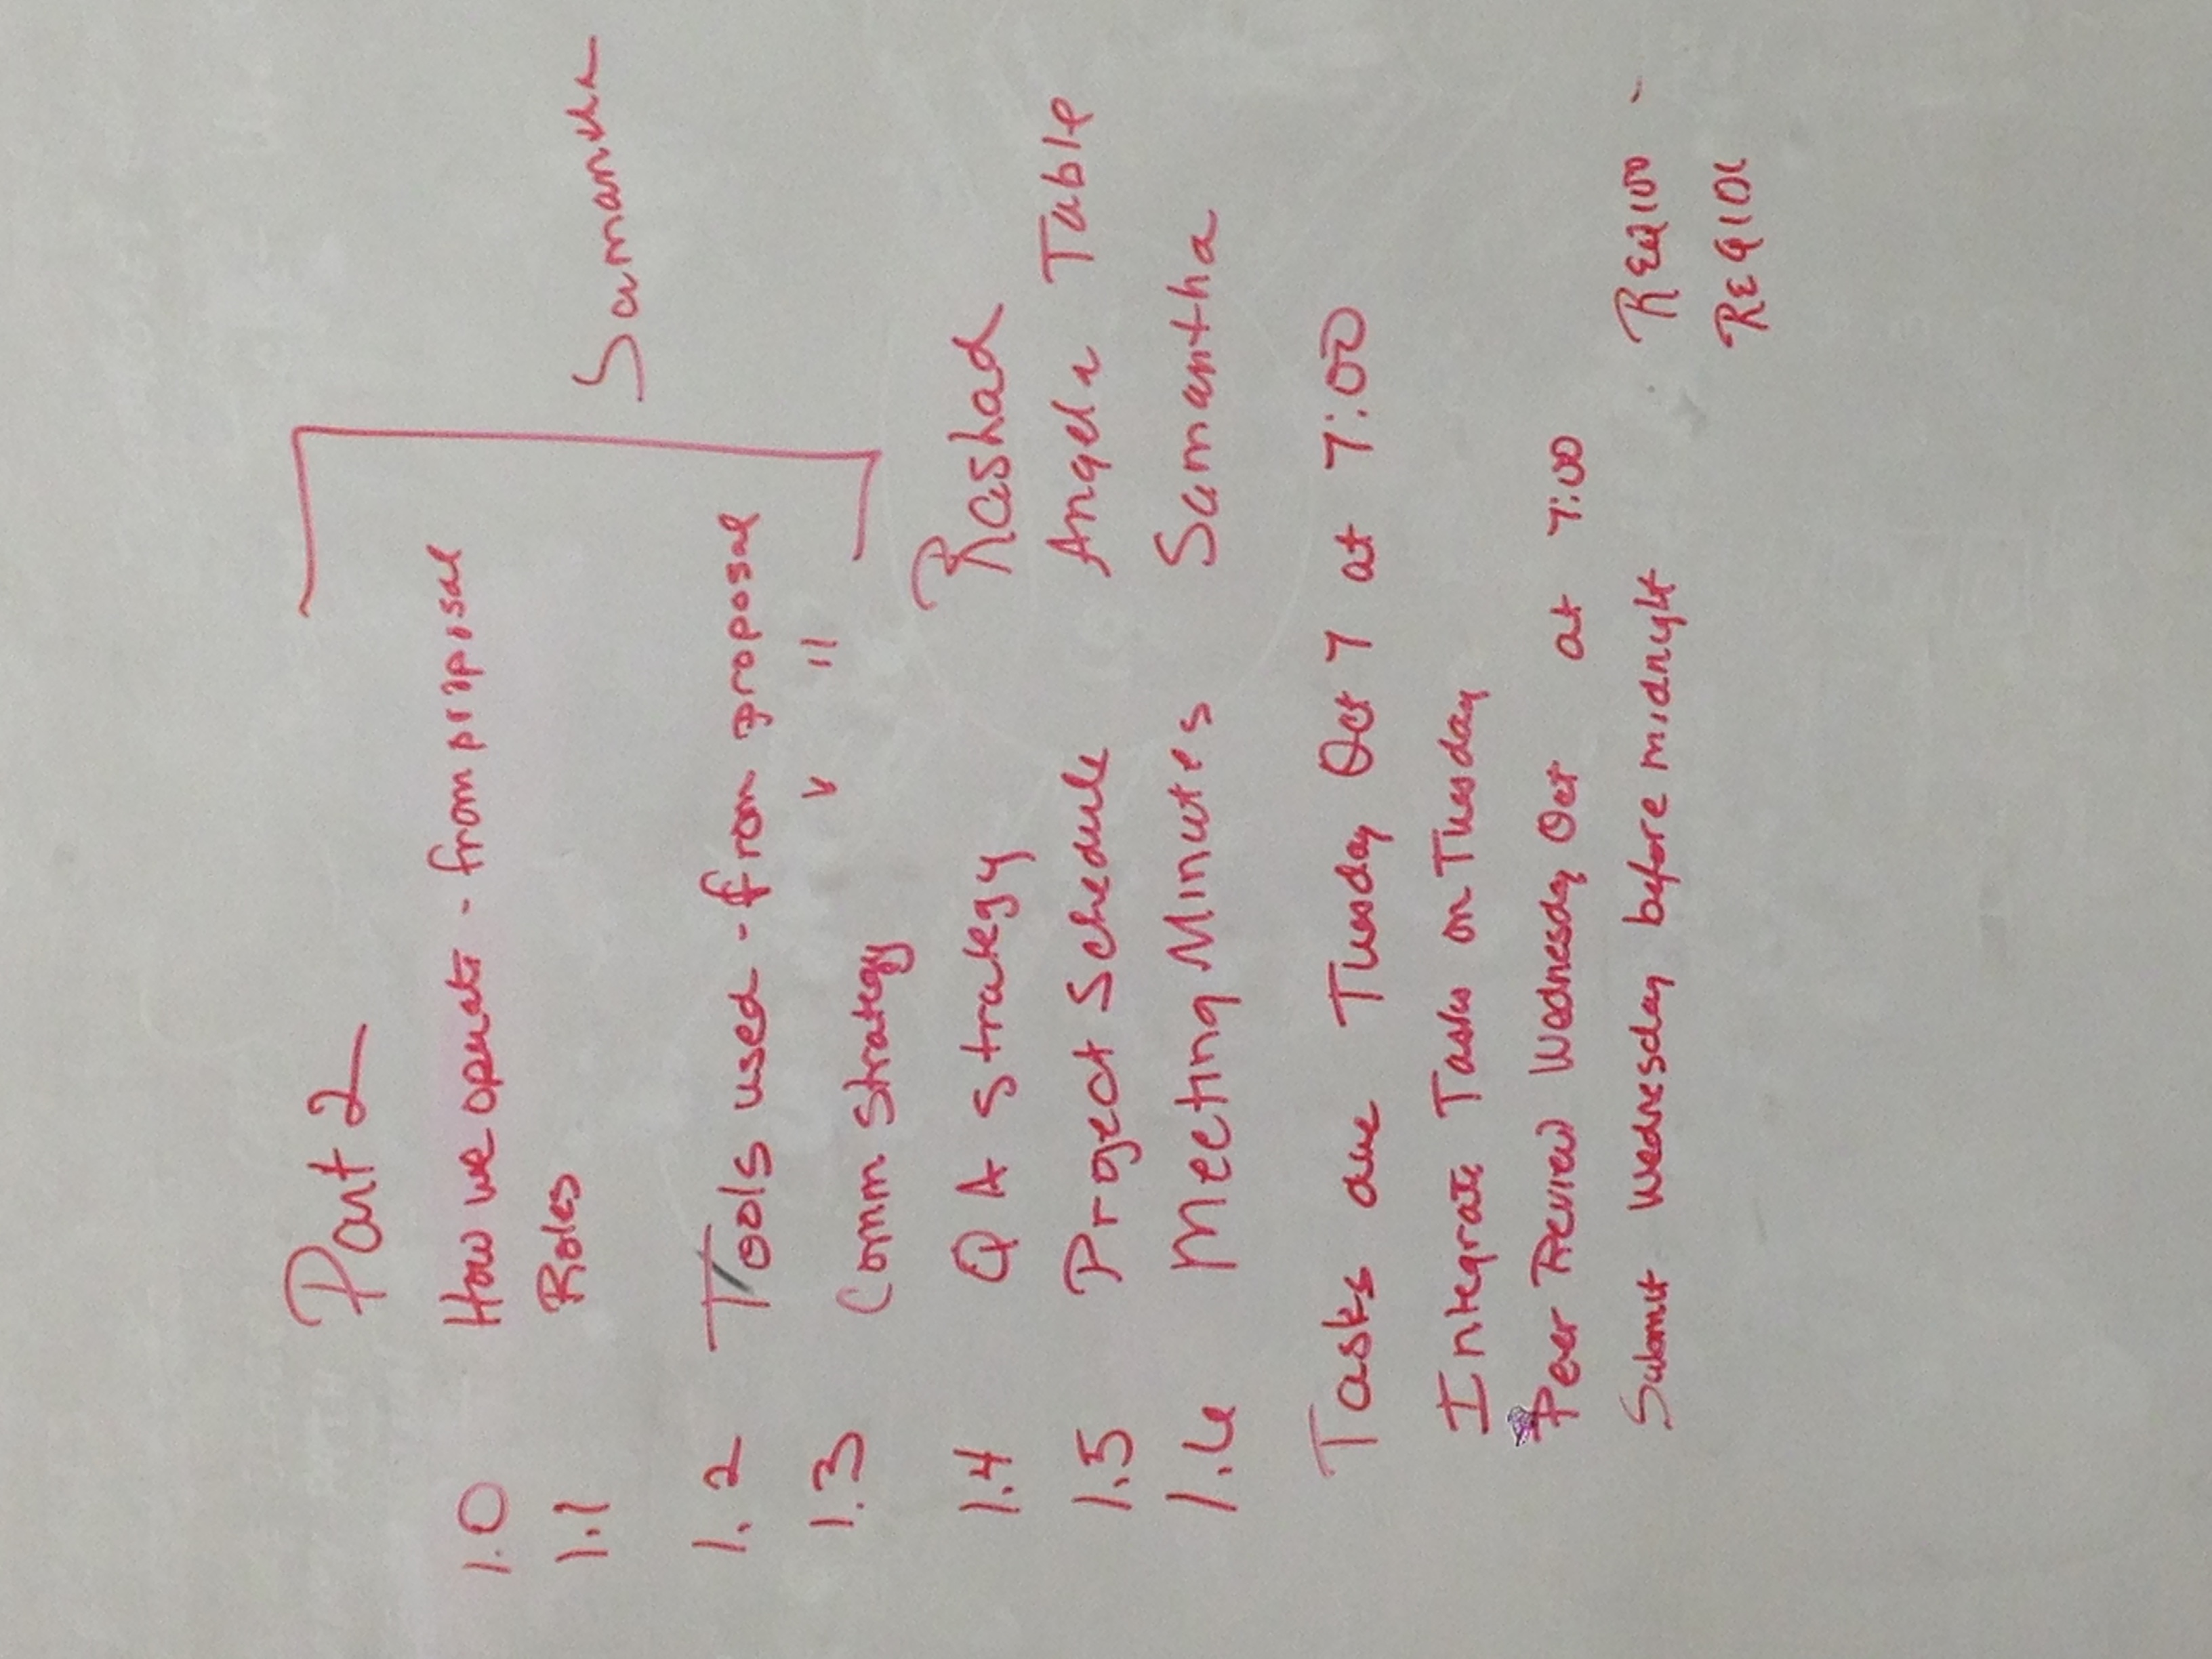 Part 2
1.0 How we operate - from proposal
1.1 Roles
Samantha
1.2 Tools used - from proposal
1.3 Comm Strategy " "
1.4 QA strategy Rashad
1.5 Project Schedule Angela Table
1.6 Meeting Minutes Samantha
Tasks due Tuesday Oct 7 at 7:00
Integrate Tasks on Tuesday
Peer Review Wednesday Oct at 7:00
Submit Wednesday before midnight
REQ100 -
REQ101